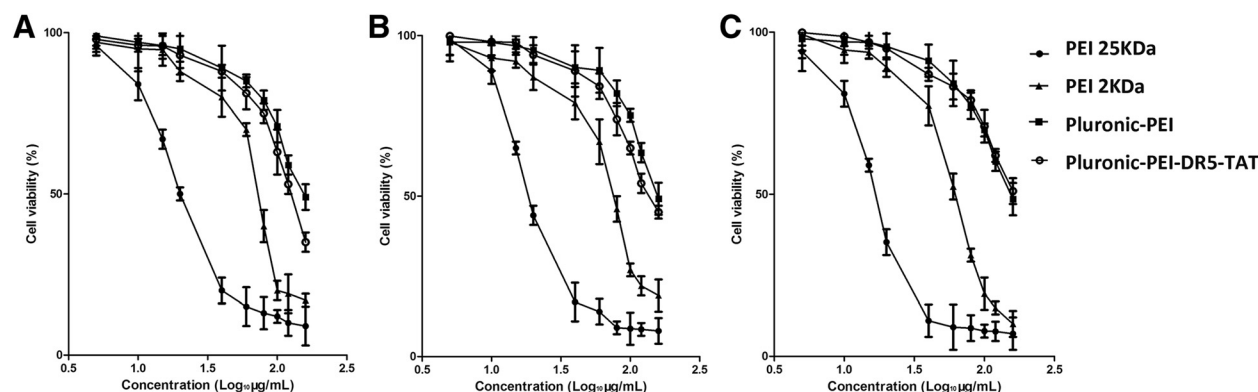 A
B
C
100
50
0
Cell viability (%)
0.5
1.0
1.5
2.0
2.5
Concentration (Log₁₀μg/mL)
100
50
0
Cell viability (%)
0.5
1.0
1.5
2.0
2.5
Concentration (Log₁₀μg/mL)
100
50
0
Cell viability (%)
0.5
1.0
1.5
2.0
2.5
Concentration (Log₁₀μg/mL)
PEI 25KDa
PEI 2KDa
Pluronic-PEI
Pluronic-PEI-DR5-TAT